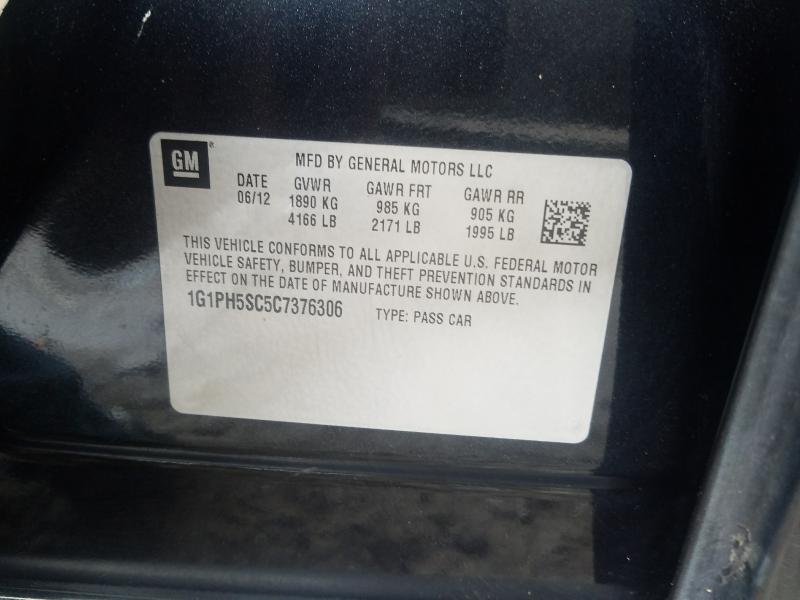 GM
MFD BY GENERAL MOTORS LLC
DATE GVWR GAWR FRT GAWR RR
06/12 1890 KG 985 KG 905 KG
4166 LB 2171 LB 1995 LB
THIS VEHICLE CONFORMS TO ALL APPLICABLE U.S. FEDERAL MOTOR
VEHICLE SAFETY, BUMPER, AND THEFT PREVENTION STANDARDS IN
EFFECT ON THE DATE OF MANUFACTURE SHOWN ABOVE.
1G1PH5SC5C7376306 TYPE: PASS CAR